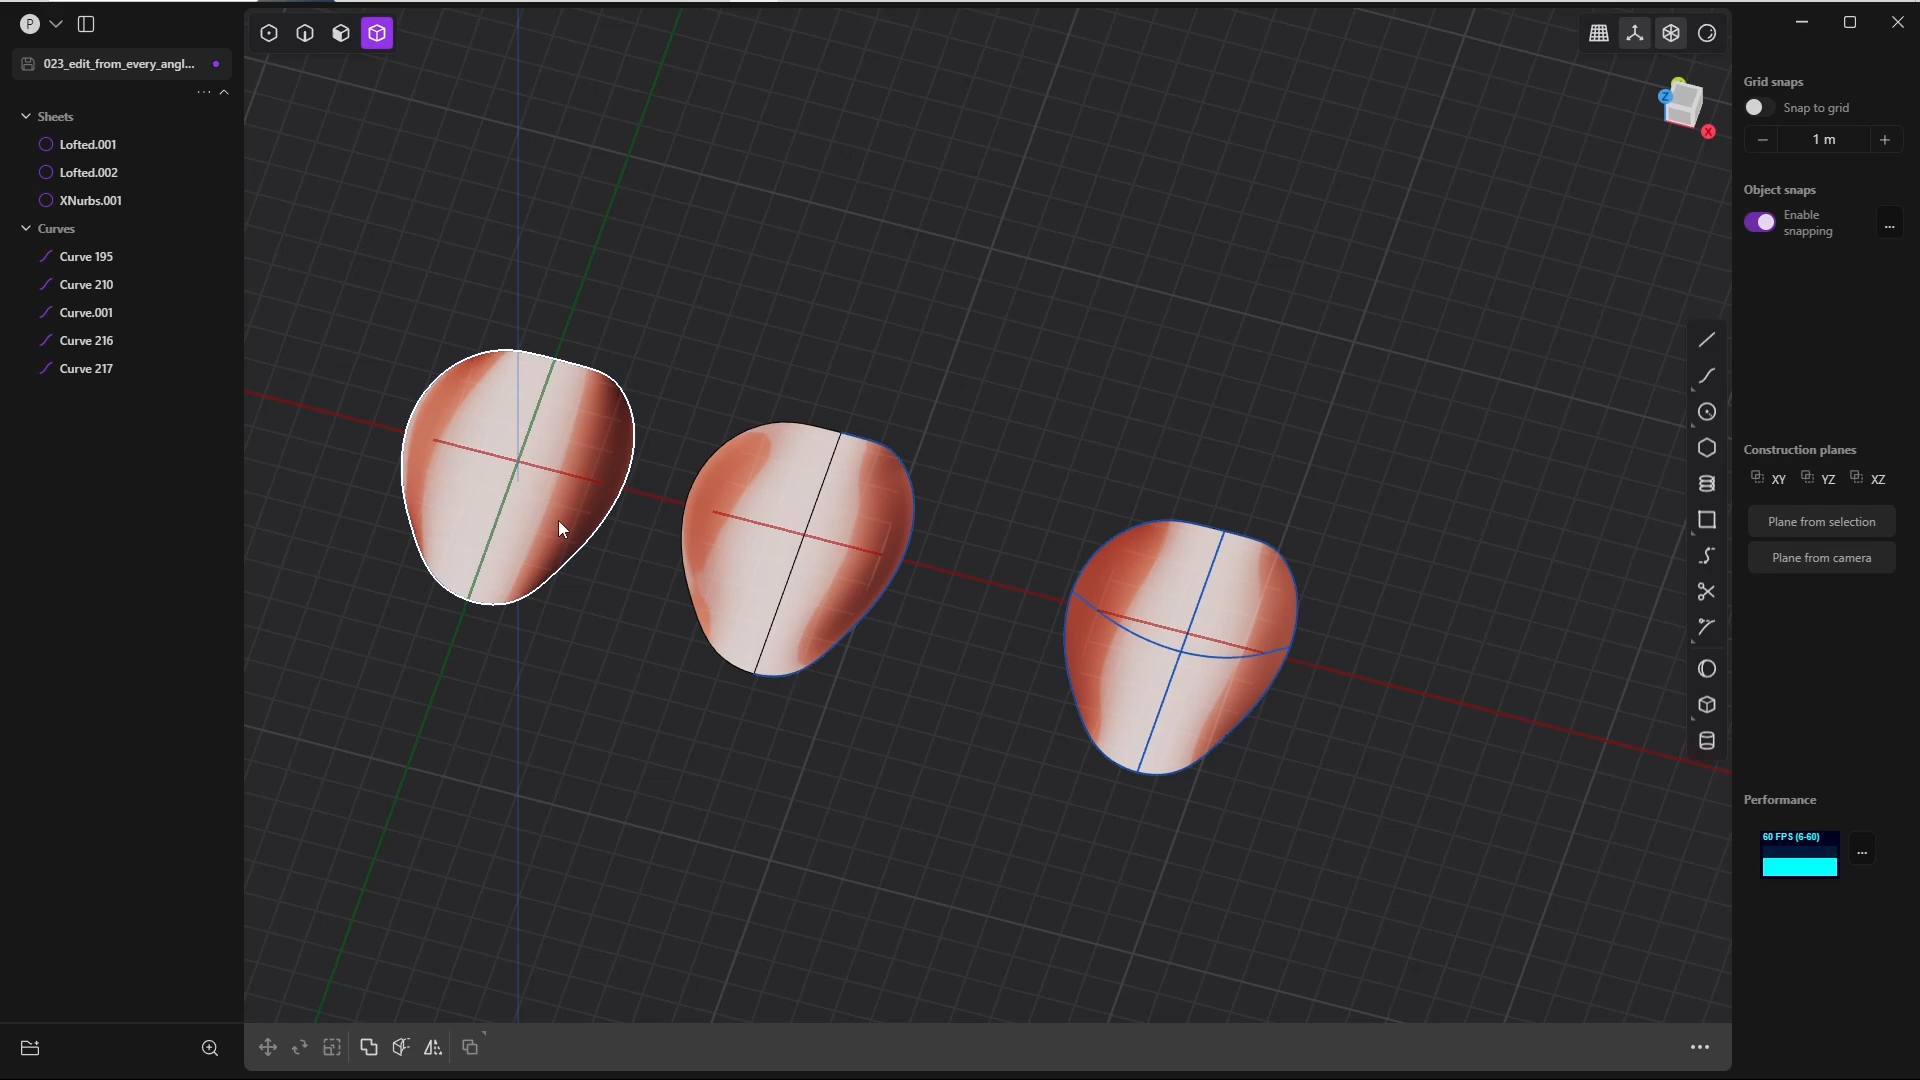 P
023_edit_from_every_angl...
Sheets
Lofted.001
Lofted.002
XNurbs.001
Curves
Curve 195
Curve 210
Curve.001
Curve 216
Curve 217
Z
X
Grid snaps
Snap to grid
1 m
Object snaps
Enable
snapping
...
Construction planes
XY YZ XZ
Plane from selection
Plane from camera
Performance
60 FPS (6-60)
...